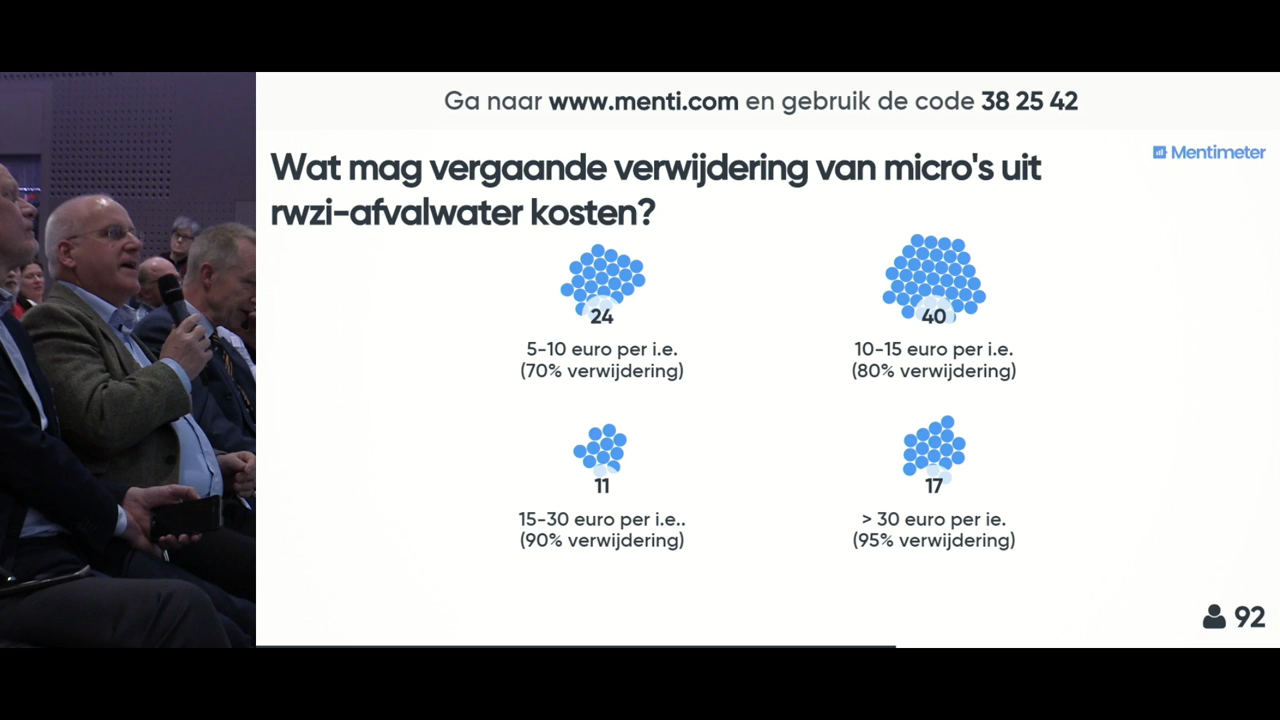 Ga naar www.menti.com en gebruik de code 38 25 42
Mentimeter
Wat mag vergaande verwijdering van micro's uit
rwzi-afvalwater kosten?
24
5-10 euro per i.e.
(70% verwijdering)
40
10-15 euro per i.e.
(80% verwijdering)
11
15-30 euro per i.e..
(90% verwijdering)
17
> 30 euro per ie.
(95% verwijdering)
92